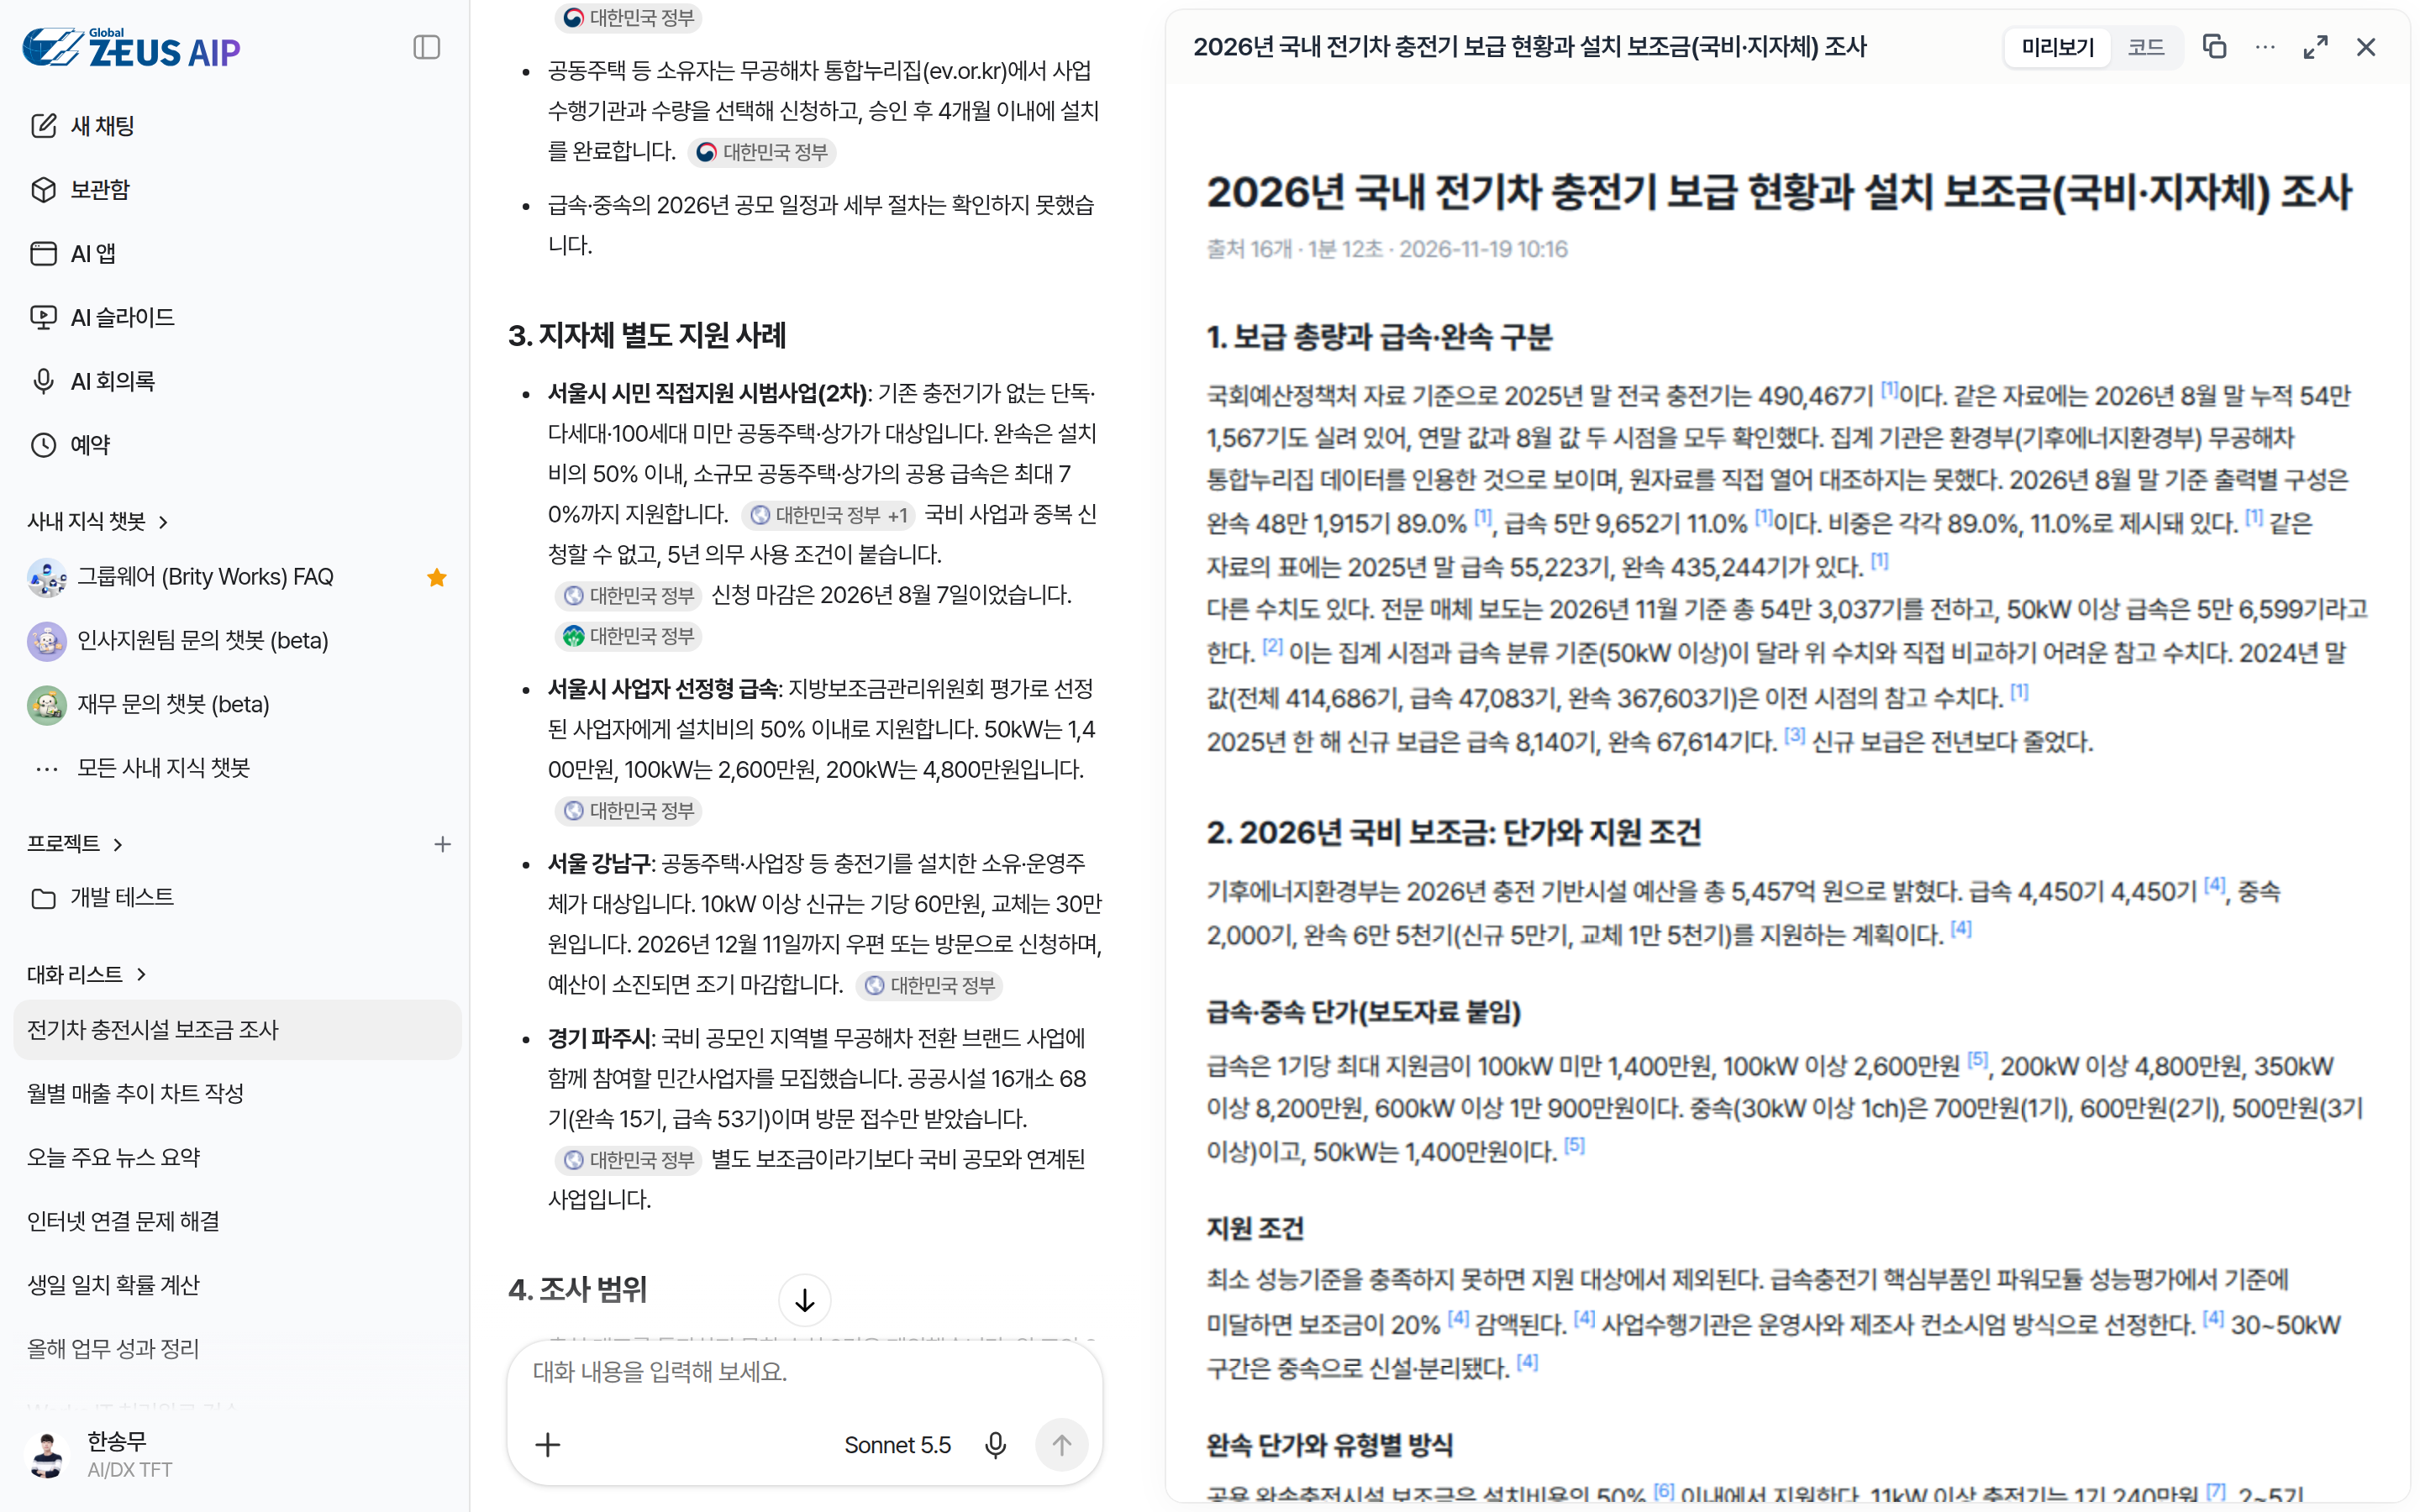 Global
ZEUS AIP
새 채팅
보관함
AI 앱
AI 슬라이드
AI 회의록
예약
사내 지식 챗봇
그룹웨어 (Brity Works) FAQ
인사지원팀 문의 챗봇 (beta)
재무 문의 챗봇 (beta)
모든 사내 지식 챗봇
프로젝트
개발 테스트
대화 리스트
전기차 충전시설 보조금 조사
월별 매출 추이 차트 작성
오늘 주요 뉴스 요약
인터넷 연결 문제 해결
생일 일치 확률 계산
올해 업무 성과 정리
한송무
AI/DX TFT
대한민국 정부
• 공동주택 등 소유자는 무공해차 통합누리집(ev.or.kr)에서 사업
수행기관과 수량을 선택해 신청하고, 승인 후 4개월 이내에 설치
를 완료합니다. 대한민국 정부
• 급속·중속의 2026년 공모 일정과 세부 절차는 확인하지 못했습
니다.
3. 지자체 별도 지원 사례
• 서울시 시민 직접지원 시범사업(2차): 기존 충전기가 없는 단독·
다세대·100세대 미만 공동주택·상가가 대상입니다. 완속은 설치
비의 50% 이내, 소규모 공동주택·상가의 공용 급속은 최대 7
0%까지 지원합니다. 대한민국 정부 +1 국비 사업과 중복 신
청할 수 없고, 5년 의무 사용 조건이 붙습니다.
대한민국 정부 신청 마감은 2026년 8월 7일이었습니다.
대한민국 정부
• 서울시 사업자 선정형 급속: 지방보조금관리위원회 평가로 선정
된 사업자에게 설치비의 50% 이내로 지원합니다. 50kW는 1,4
00만원, 100kW는 2,600만원, 200kW는 4,800만원입니다.
대한민국 정부
• 서울 강남구: 공동주택·사업장 등 충전기를 설치한 소유·운영주
체가 대상입니다. 10kW 이상 신규는 기당 60만원, 교체는 30만
원입니다. 2026년 12월 11일까지 우편 또는 방문으로 신청하며,
예산이 소진되면 조기 마감합니다. 대한민국 정부
• 경기 파주시: 국비 공모인 지역별 무공해차 전환 브랜드 사업에
함께 참여할 민간사업자를 모집했습니다. 공공시설 16개소 68
기(완속 15기, 급속 53기)이며 방문 접수만 받았습니다.
대한민국 정부 별도 보조금이라기보다 국비 공모와 연계된
사업입니다.
4. 조사 범위
대화 내용을 입력해 보세요.
Sonnet 5.5
2026년 국내 전기차 충전기 보급 현황과 설치 보조금(국비·지자체) 조사
미리보기
코드
2026년 국내 전기차 충전기 보급 현황과 설치 보조금(국비·지자체) 조사
출처 16개 · 1분 12초 · 2026-11-19 10:16
1. 보급 총량과 급속·완속 구분
국회예산정책처 자료 기준으로 2025년 말 전국 충전기는 490,467기 [1]이다. 같은 자료에는 2026년 8월 말 누적 54만
1,567기도 실려 있어, 연말 값과 8월 값 두 시점을 모두 확인했다. 집계 기관은 환경부(기후에너지환경부) 무공해차
통합누리집 데이터를 인용한 것으로 보이며, 원자료를 직접 열어 대조하지는 못했다. 2026년 8월 말 기준 출력별 구성은
완속 48만 1,915기 89.0% [1], 급속 5만 9,652기 11.0% [1]이다. 비중은 각각 89.0%, 11.0%로 제시돼 있다. [1] 같은
자료의 표에는 2025년 말 급속 55,223기, 완속 435,244기가 있다. [1]
다른 수치도 있다. 전문 매체 보도는 2026년 11월 기준 총 54만 3,037기를 전하고, 50kW 이상 급속은 5만 6,599기라고
한다. [2] 이는 집계 시점과 급속 분류 기준(50kW 이상)이 달라 위 수치와 직접 비교하기 어려운 참고 수치다. 2024년 말
값(전체 414,686기, 급속 47,083기, 완속 367,603기)은 이전 시점의 참고 수치다. [1]
2025년 한 해 신규 보급은 급속 8,140기, 완속 67,614기다. [3] 신규 보급은 전년보다 줄었다.
2. 2026년 국비 보조금: 단가와 지원 조건
기후에너지환경부는 2026년 충전 기반시설 예산을 총 5,457억 원으로 밝혔다. 급속 4,450기 4,450기 [4], 중속
2,000기, 완속 6만 5천기(신규 5만기, 교체 1만 5천기)를 지원하는 계획이다. [4]
급속·중속 단가(보도자료 붙임)
급속은 1기당 최대 지원금이 100kW 미만 1,400만원, 100kW 이상 2,600만원 [5], 200kW 이상 4,800만원, 350kW
이상 8,200만원, 600kW 이상 1만 900만원이다. 중속(30kW 이상 1ch)은 700만원(1기), 600만원(2기), 500만원(3기
이상)이고, 50kW는 1,400만원이다. [5]
지원 조건
최소 성능기준을 충족하지 못하면 지원 대상에서 제외된다. 급속충전기 핵심부품인 파워모듈 성능평가에서 기준에
미달하면 보조금이 20% [4] 감액된다. [4] 사업수행기관은 운영사와 제조사 컨소시엄 방식으로 선정한다. [4] 30~50kW
구간은 중속으로 신설·분리됐다. [4]
완속 단가와 유형별 방식
공용 완속충전시설 보조금은 설치비용의 50% [6] 이내에서 지원한다. 11kW 이상 충전기는 1기 240만원 [7], 2~5기